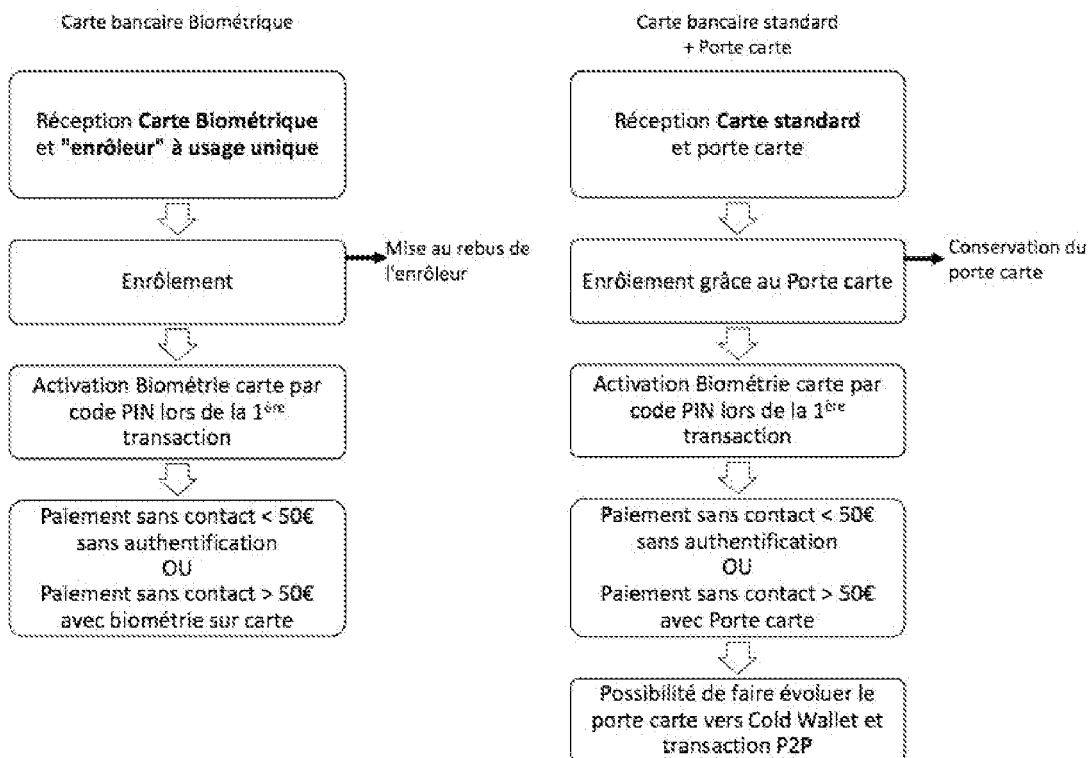 Carte bancaire Biométrique
Réception Carte Biométrique
et "enrôleur" à usage unique
Enrôlement
Mise au rebus de
l'enrôleur
Activation Biométrie carte par
code PIN lors de la 1ère
transaction
Paiement sans contact < 50€
sans authentification
OU
Paiement sans contact > 50€
avec biométrie sur carte
Carte bancaire standard
+ Porte carte
Réception Carte standard
et porte carte
Enrôlement grâce au Porte carte
Conservation du
porte carte
Activation Biométrie carte par
code PIN lors de la 1ère
transaction
Paiement sans contact < 50€
sans authentification
OU
Paiement sans contact > 50€
avec Porte carte
Possibilité de faire évoluer le
porte carte vers Cold Wallet et
transaction P2P